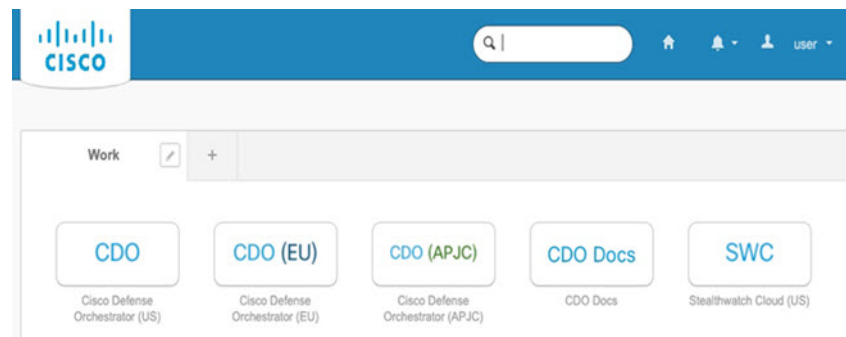 CISCO
user
Work
+
CDO
CDO (EU)
CDO (APJC)
CDO Docs
SWC
Cisco Defense
Orchestrator (US)
Cisco Defense
Orchestrator (EU)
Cisco Defense
Orchestrator (APJC)
CDO Docs
Stealthwatch Cloud (US)